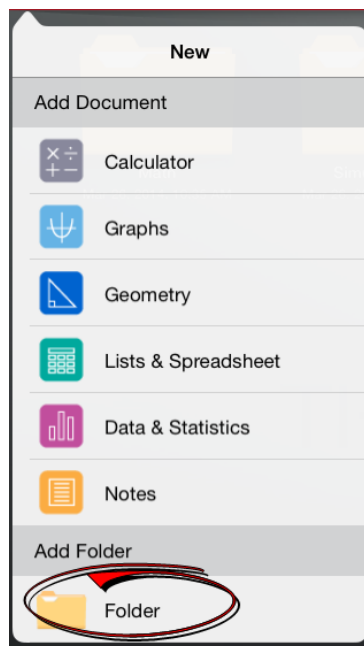 New
Add Document
Calculator
Graphs
Geometry
Lists & Spreadsheet
Data & Statistics
Notes
Add Folder
Folder